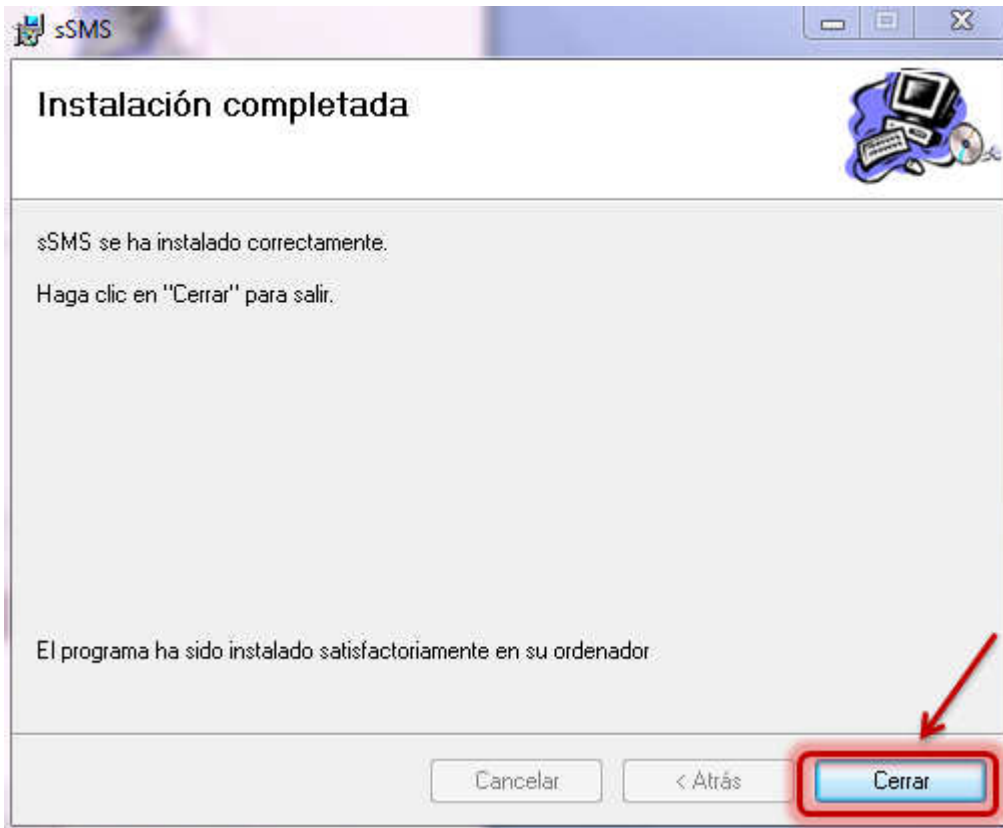 sSMS
Instalación completada
sSMS se ha instalado correctamente.
Haga clic en "Cerrar" para salir.
El programa ha sido instalado satisfactoriamente en su ordenador
Cancelar < Atrás Cerrar